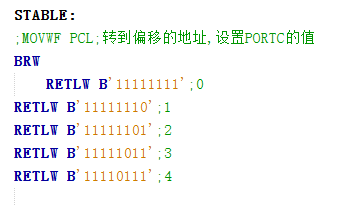 STABLE:
;MOVWF PCL;转到偏移的地址,设置PORTC的值
BRW
RETLW B'11111111';0
RETLW B'11111110';1
RETLW B'11111101';2
RETLW B'11111011';3
RETLW B'11110111';4